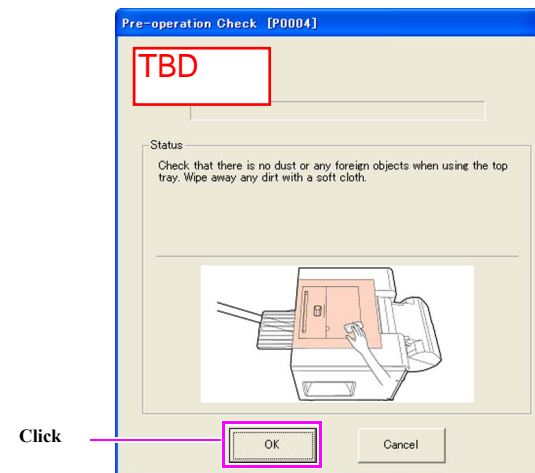 Pre-operation Check [P0004]
TBD
Status
Check that there is no dust or any foreign objects when using the top
tray. Wipe away any dirt with a soft cloth.
Click
OK
Cancel